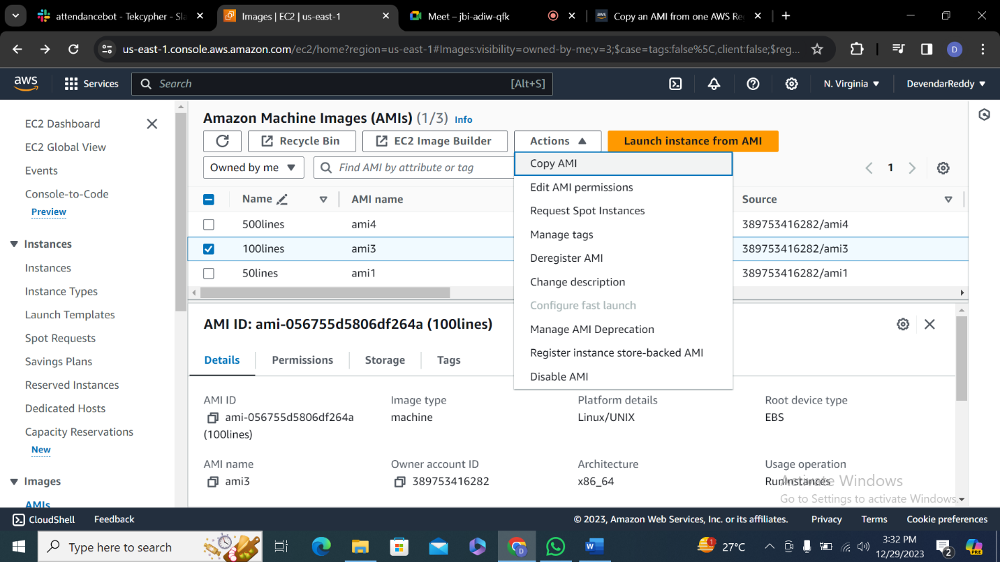 attendancebot - Tekcypher - Sla
Images | EC2 | us-east-1
Meet – jbi-adiw-qfk
Copy an AMI from one AWS Re
us-east-1.console.aws.amazon.com/ec2/home?region=us-east-1#Images:visibility=owned-by-me;v=3;$case=tags:false%5C,client:false;$reg...
D
aws
Services
Search
[Alt+S]
N. Virginia
DevendarReddy
EC2 Dashboard
EC2 Global View
Events
Console-to-Code
Preview
Instances
Instances
Instance Types
Launch Templates
Spot Requests
Savings Plans
Reserved Instances
Dedicated Hosts
Capacity Reservations
New
Images
AMIs
Amazon Machine Images (AMIs) (1/3) Info
Recycle Bin
EC2 Image Builder
Actions
Launch instance from AMI
Owned by me
Find AMI by attribute or tag
1
Copy AMI
Edit AMI permissions
Request Spot Instances
Manage tags
Deregister AMI
Change description
Configure fast launch
Manage AMI Deprecation
Register instance store-backed AMI
Disable AMI
Name
AMI name
Source
500lines
ami4
389753416282/ami4
100lines
ami3
389753416282/ami3
50lines
ami1
389753416282/ami1
AMI ID: ami-056755d5806df264a (100lines)
Details
Permissions
Storage
Tags
AMI ID
ami-056755d5806df264a
(100lines)
Image type
machine
Platform details
Linux/UNIX
Root device type
EBS
AMI name
ami3
Owner account ID
389753416282
Architecture
x86_64
Usage operation
RunInstances
Activate Windows
Go to Settings to activate Windows.
CloudShell
Feedback
© 2023, Amazon Web Services, Inc. or its affiliates.
Privacy
Terms
Cookie preferences
Type here to search
1
27°C
3:32 PM
12/29/2023
2
PRE